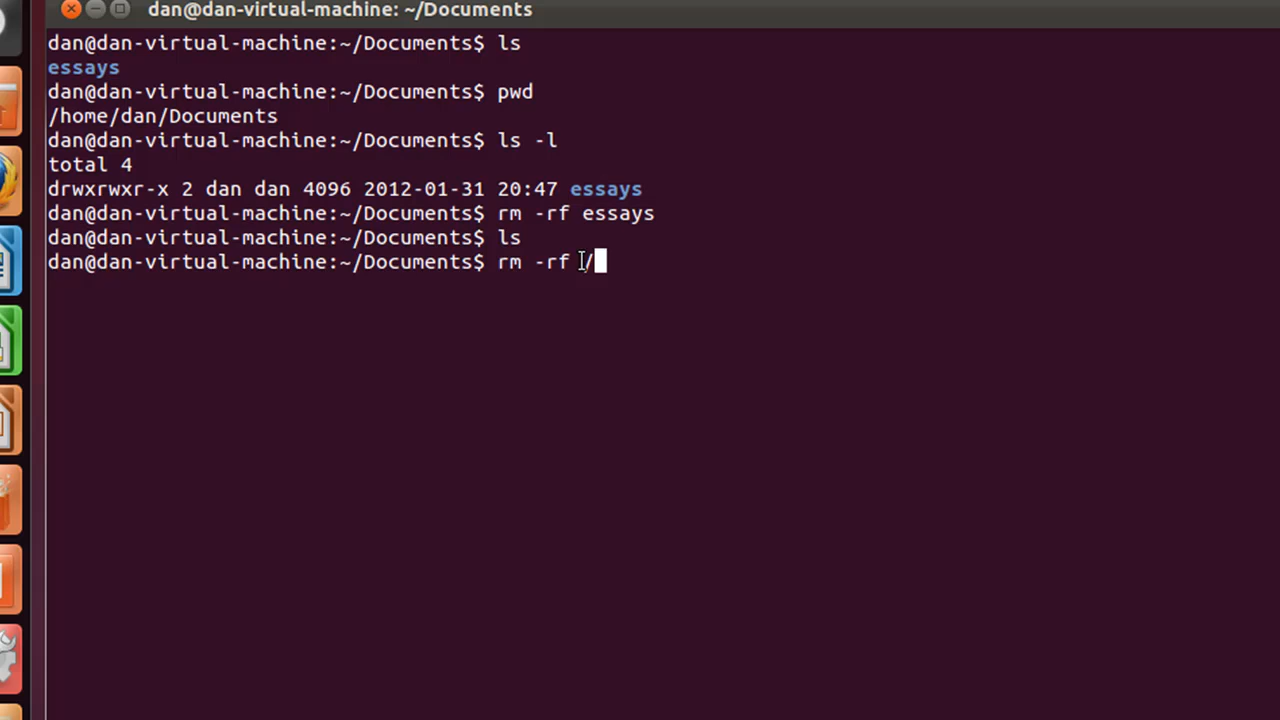 dan@dan-virtual-machine: ~/Documents
dan@dan-virtual-machine:~/Documents$ ls
essays
dan@dan-virtual-machine:~/Documents$ pwd
/home/dan/Documents
dan@dan-virtual-machine:~/Documents$ ls -l
total 4
drwxrwxr-x 2 dan dan 4096 2012-01-31 20:47 essays
dan@dan-virtual-machine:~/Documents$ rm -rf essays
dan@dan-virtual-machine:~/Documents$ ls
dan@dan-virtual-machine:~/Documents$ rm -rf /